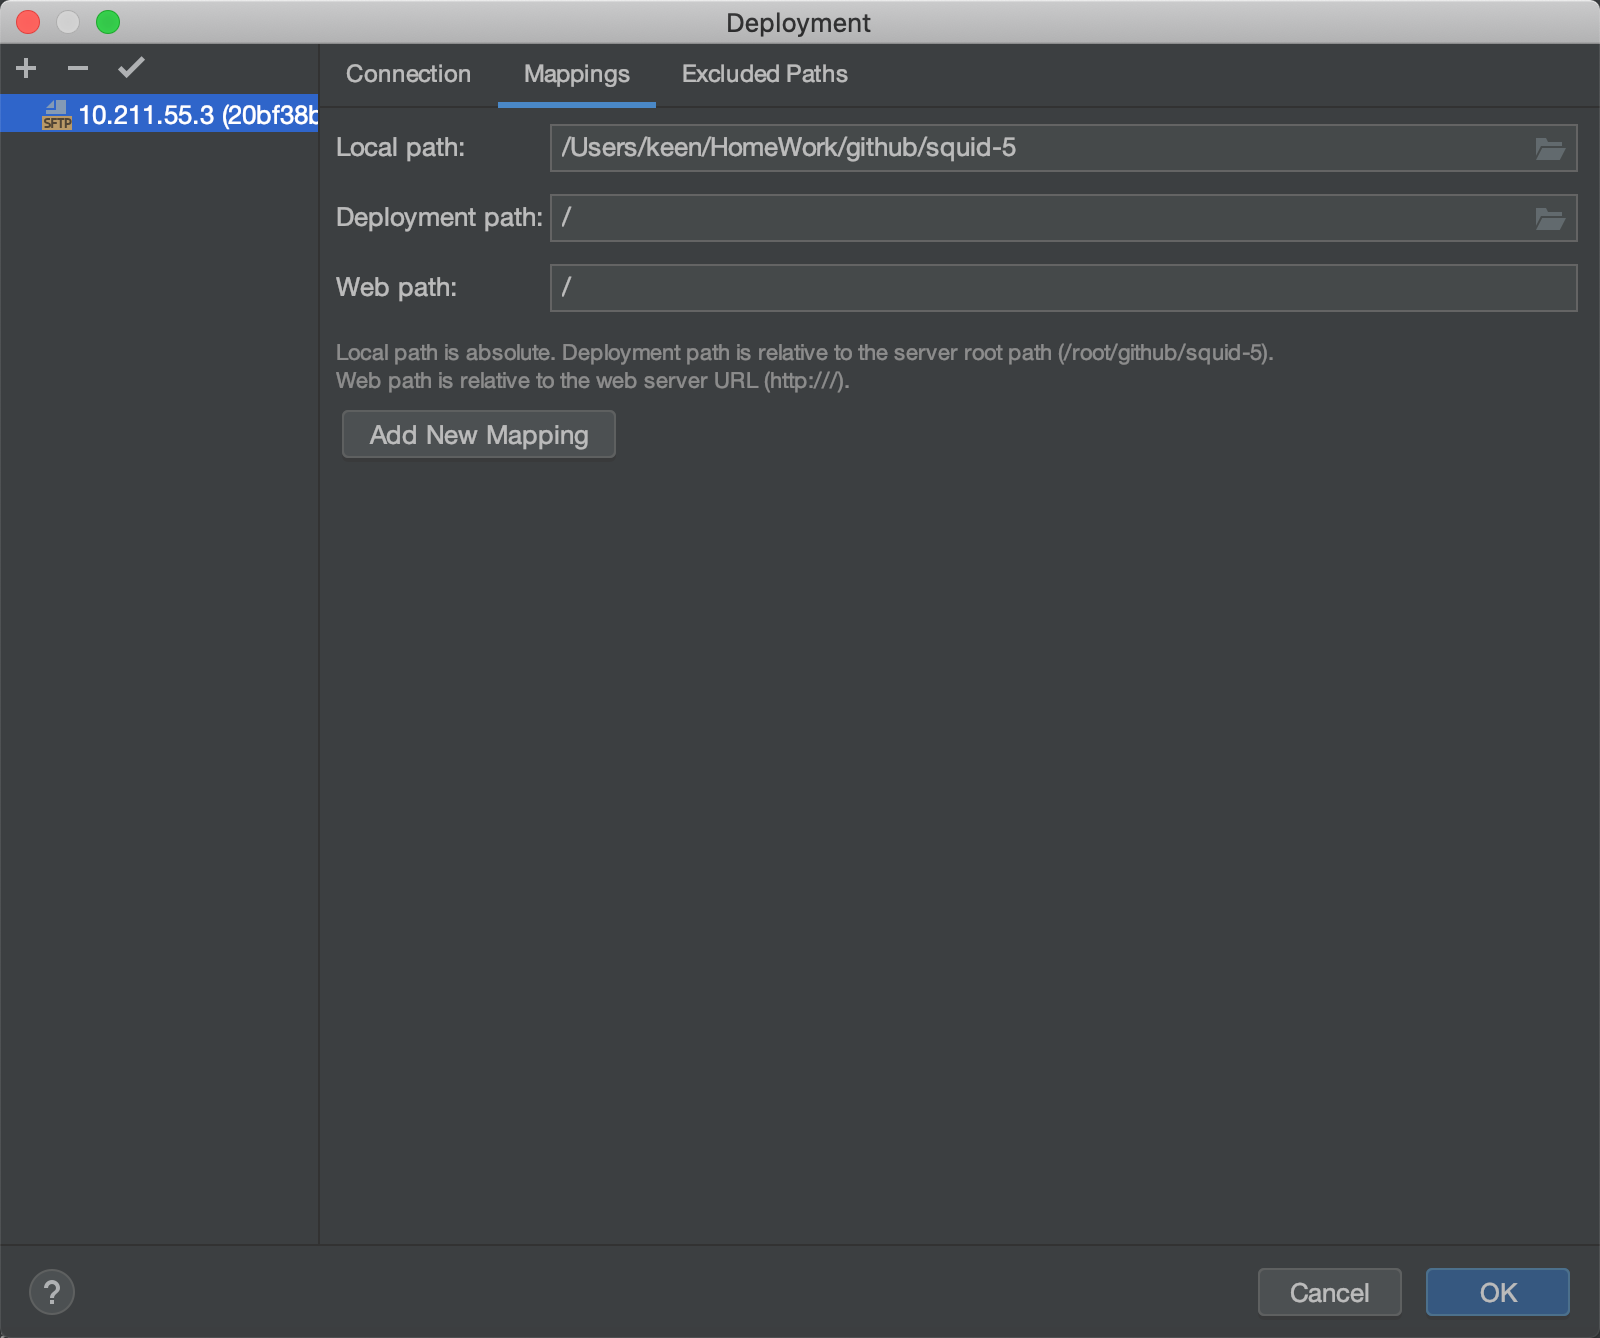 Deployment
Connection
Mappings
Excluded Paths
SFTP 10.211.55.3 (20bf38b
Local path: /Users/keen/HomeWork/github/squid-5
Deployment path: /
Web path: /
Local path is absolute. Deployment path is relative to the server root path (/root/github/squid-5).
Web path is relative to the web server URL (http:///).
Add New Mapping
?
Cancel
OK